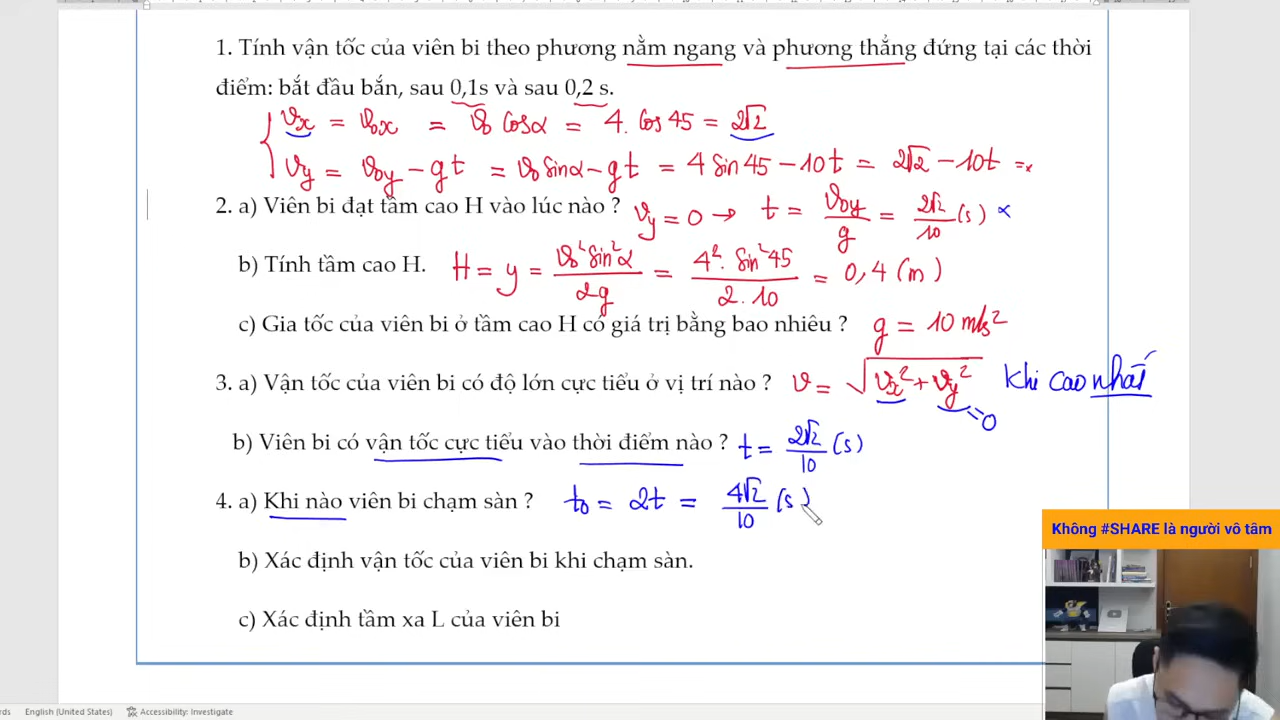 1. Tính vận tốc của viên bi theo phương nằm ngang và phương thẳng đứng tại các thời
điểm: bắt đầu bắn, sau 0,1s và sau 0,2 s.
vx = v0x = v0 cosα = 4. cos 45 = 2√2
vy = v0y − gt = v0 sinα − gt = 4 sin 45 − 10t = 2√2 − 10t =>
2. a) Viên bi đạt tầm cao H vào lúc nào ? vy = 0 → t = v0y/g = 2√2/10 (s)
b) Tính tầm cao H. H = y = v0² sin²α / 2g = 4². sin² 45 / 2. 10 = 0,4 (m)
c) Gia tốc của viên bi ở tầm cao H có giá trị bằng bao nhiêu ? g = 10 m/s²
3. a) Vận tốc của viên bi có độ lớn cực tiểu ở vị trí nào ? v = √(vx² + vy²) Khi cao nhất
=0
b) Viên bi có vận tốc cực tiểu vào thời điểm nào ? t = 2√2/10 (s)
4. a) Khi nào viên bi chạm sàn ? t0 = 2t = 4√2/10 (s)
Không #SHARE là người vô tâm
b) Xác định vận tốc của viên bi khi chạm sàn.
c) Xác định tầm xa L của viên bi
rds English (United States) Accessibility: Investigate